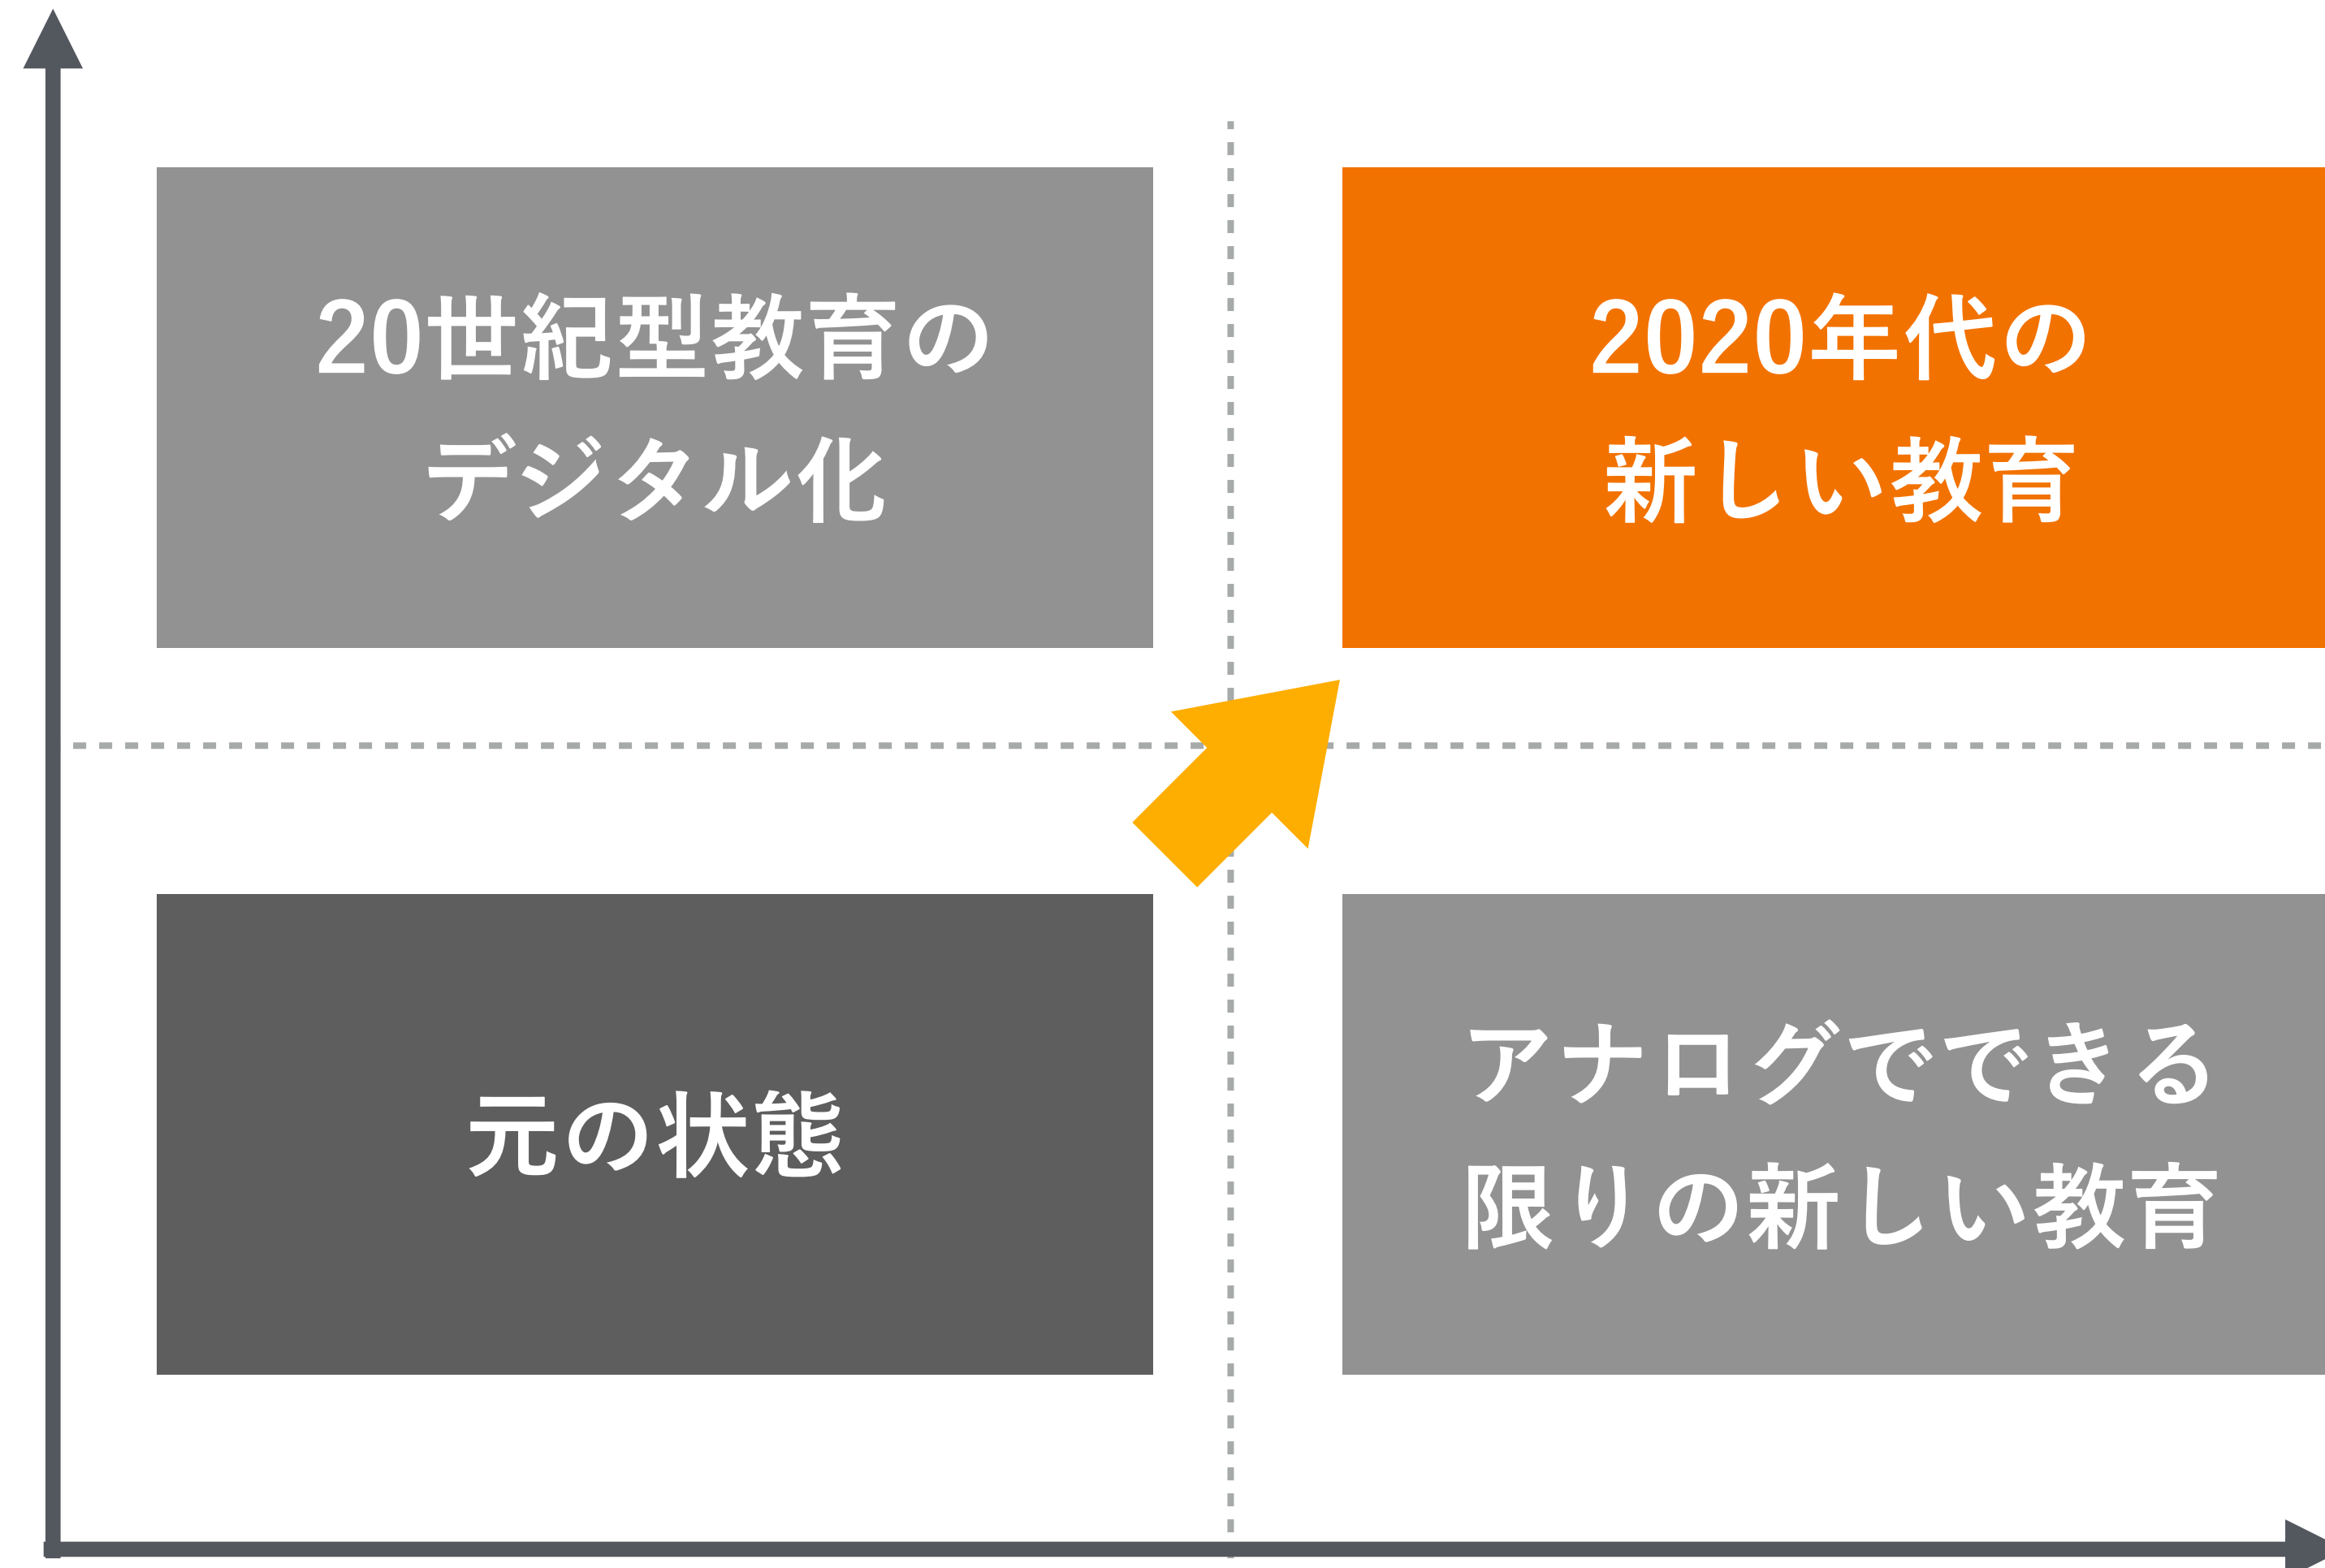 20世紀型教育の
デジタル化
2020年代の
新しい教育
元の状態
アナログでできる
限りの新しい教育